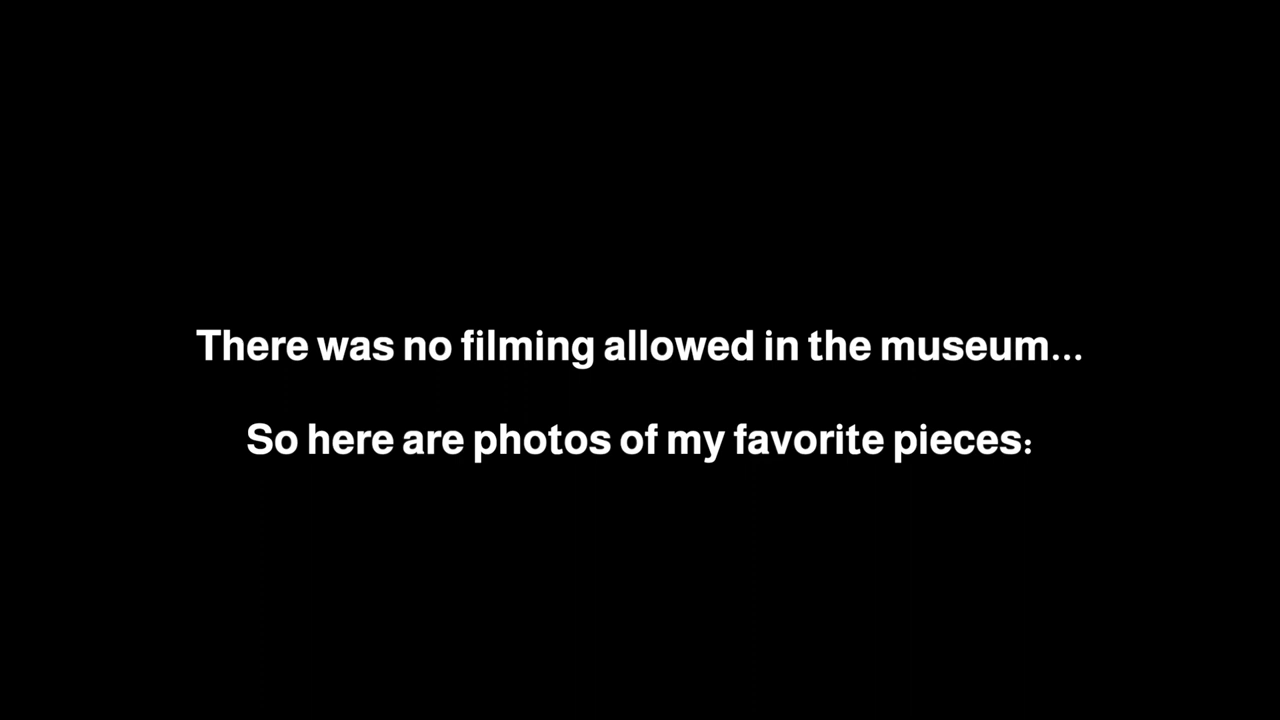 There was no filming allowed in the museum...
So here are photos of my favorite pieces: